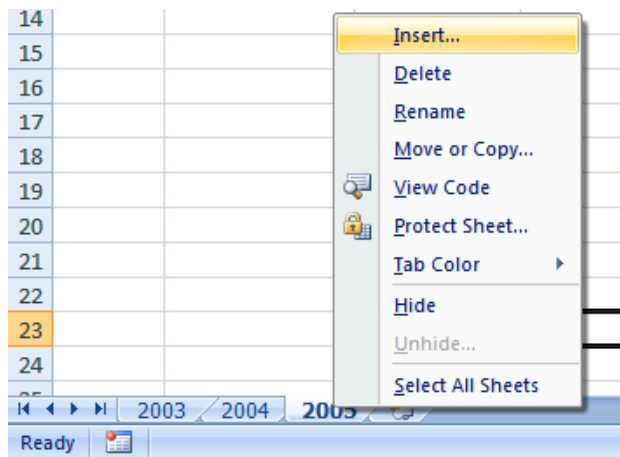 14
15
16
17
18
19
20
21
22
23
24
25
Insert...
Delete
Rename
Move or Copy...
View Code
Protect Sheet...
Tab Color
Hide
Unhide...
Select All Sheets
2003 2004 2005
Ready